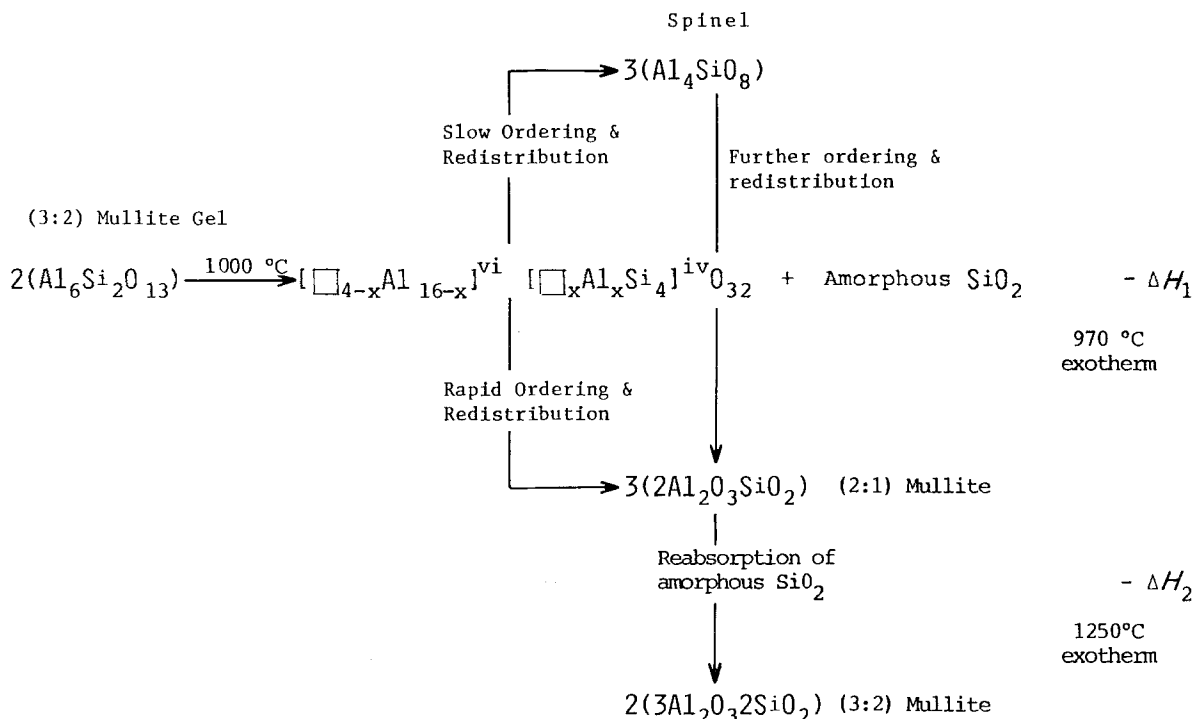 Spinel
3(Al₄SiO₈)
Slow Ordering &
Redistribution
Further ordering &
redistribution
(3:2) Mullite Gel
2(Al₆Si₂O₁₃) 1000 °C [□₄₋ₓAl₁₆₋ₓ]ᵛⁱ [□ₓAlₓSi₄]ⁱᵛO₃₂ + Amorphous SiO₂ - ΔH₁
970 °C
exotherm
Rapid Ordering &
Redistribution
3(2Al₂O₃SiO₂) (2:1) Mullite
Reabsorption of
amorphous SiO₂ - ΔH₂
1250°C
exotherm
2(3Al₂O₃2SiO₂) (3:2) Mullite